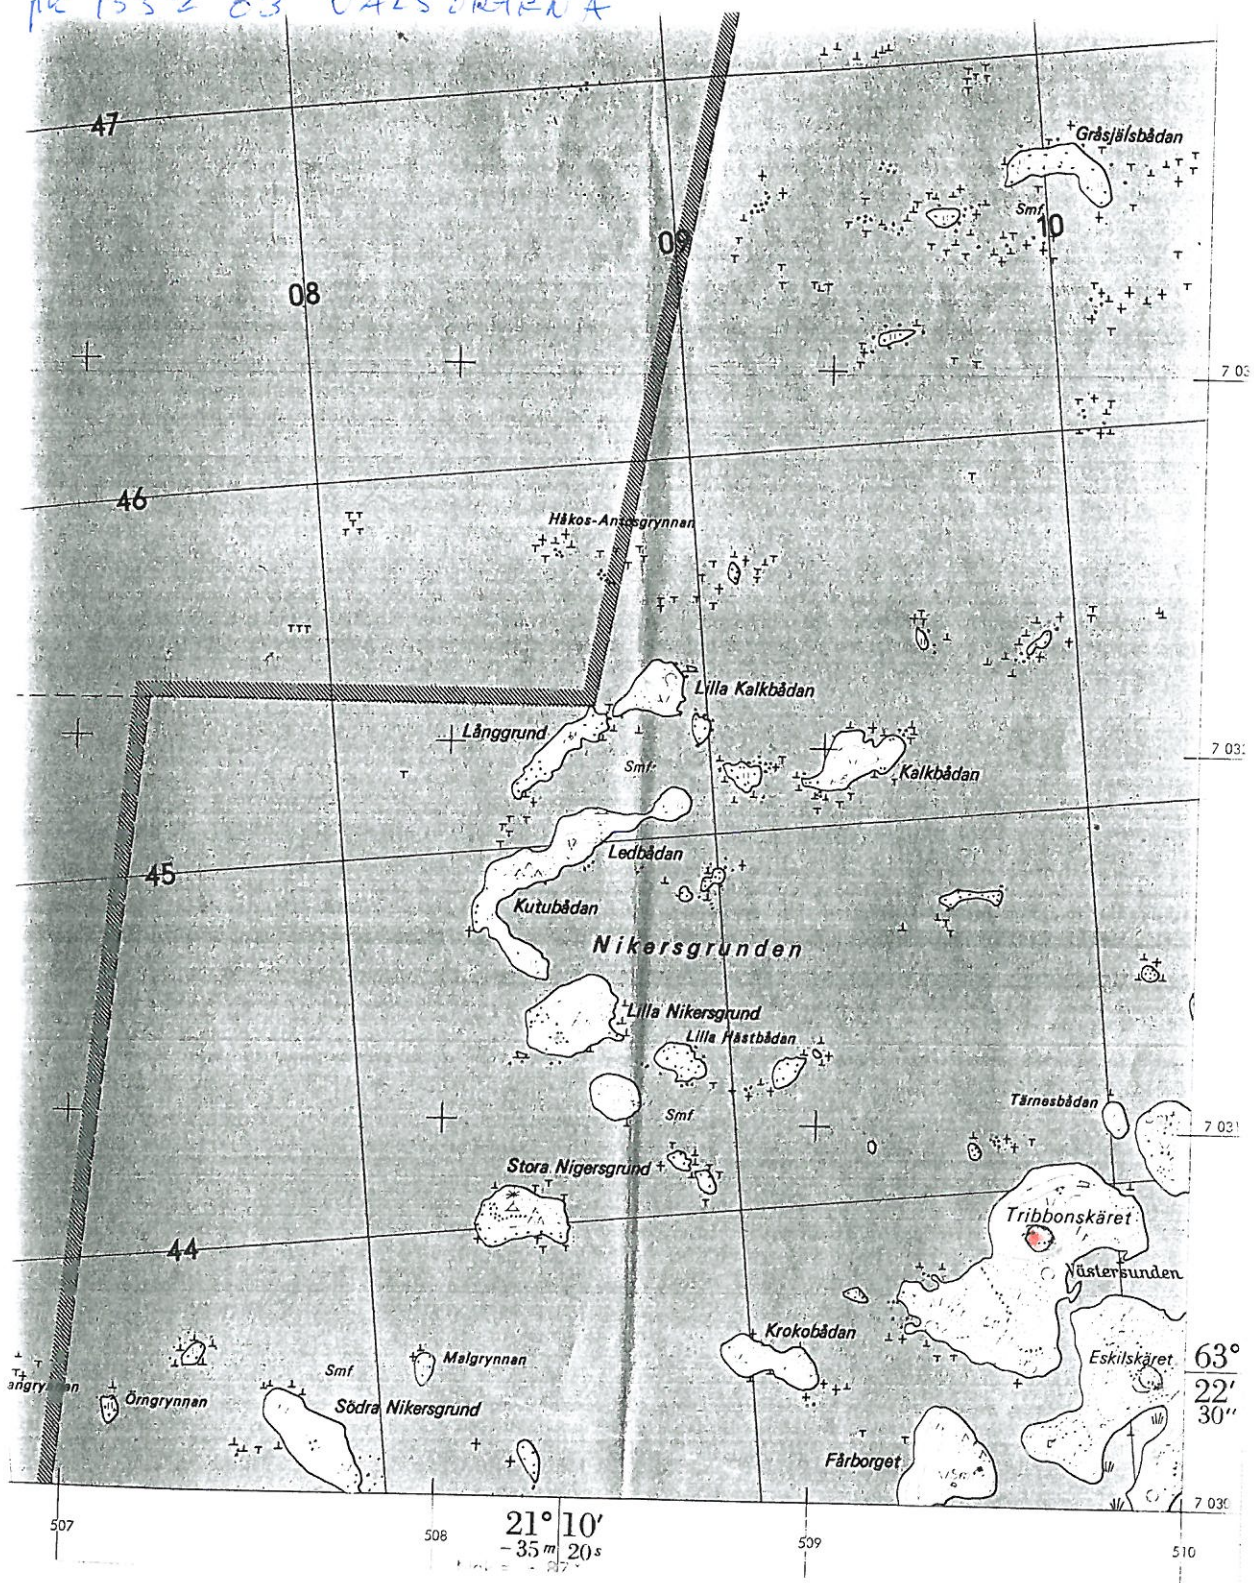 47
Gråsjälsbådan
Smf
10
09
08
7 03
46
Håkos-Antosgrynnan
Lilla Kalkbådan
Långgrund
Smf
Kalkbådan
7 03
Ledbådan
45
Kutubådan
Nikersgrunden
Lilla Nikersgrund
Lilla Hästbådan
Tärnesbådan
Smf
7 031
Stora Nigersgrund
Tribbonskäret
44
Västersunden
Krokobådan
Malgrynnan
Eskilskäret
63°
22'
30"
Smf
Örngrynnan
Södra Nikersgrund
Fårborget
7 03
507
508
21° 10'
-35 m 20 s
509
510